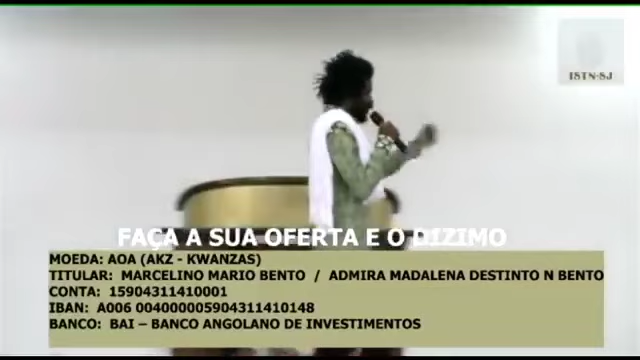 ISTN-SJ
FAÇA A SUA OFERTA E O DIZIMO
MOEDA: AOA (AKZ - KWANZAS)
TITULAR: MARCELINO MARIO BENTO / ADMIRA MADALENA DESTINTO N BENTO
CONTA: 15904311410001
IBAN: A006 004000005904311410148
BANCO: BAI – BANCO ANGOLANO DE INVESTIMENTOS